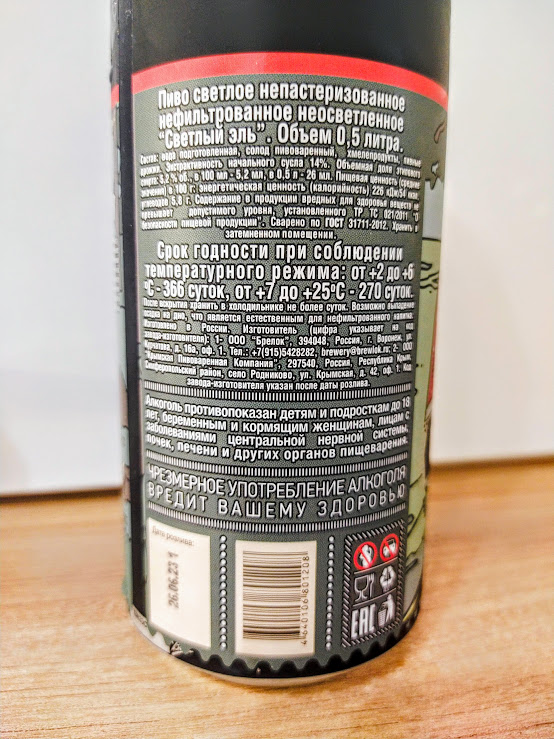 Пиво светлое непастеризованное
нефильтрованное неосветленное
"Светлый эль". Объем 0,5 литра.
Состав: вода подготовленная, солод пивоваренный, хмелепродукты, пивные
дрожжи. Экстрактивность начального сусла 14%. Объемная доля этилового
спирта: 5,2% об., в 100 мл - 5,2 мл, в 0,5 л - 26 мл. Пищевая ценность (средние
значения) в 100 г: энергетическая ценность (калорийность) 226 кДж/54 ккал,
углеводов 5,8 г. Содержание в продукции вредных для здоровья веществ не
превышает допустимого уровня, установленного ТР ТС 021/2011 "О
безопасности пищевой продукции". Сварено по ГОСТ 31711-2012. Хранить в
затемненном помещении.
Срок годности при соблюдении
температурного режима: от +2 до +6
ºС - 366 суток, от +7 до +25ºС - 270 суток.
После вскрытия хранить в холодильнике не более суток. Возможно выпадение
осадка на дно, что является естественным для нефильтрованного напитка.
Изготовлено в России. Изготовитель (цифра указывает на код
завода-изготовителя): 1- ООО "Брелок", 394048, Россия, г. Воронеж, ул.
д. 16а, оф. 1. Тел.: +7(915)5428282, brewery@brewlok.ru; 2- ООО
"Крымская Пивоваренная Компания", 297540, Россия, Республика Крым,
Симферопольский район, село Родниково, ул. Крымская, д. 42, оф. 1. Код
завода-изготовителя указан после даты розлива.
Алкоголь противопоказан детям и подросткам до 18
лет, беременным и кормящим женщинам, лицам с
заболеваниями центральной нервной системы,
почек, печени и других органов пищеварения.
ЧРЕЗМЕРНОЕ УПОТРЕБЛЕНИЕ АЛКОГОЛЯ
ВРЕДИТ ВАШЕМУ ЗДОРОВЬЮ
Дата розлива:
26.06.23 1
4640106801208
EAC